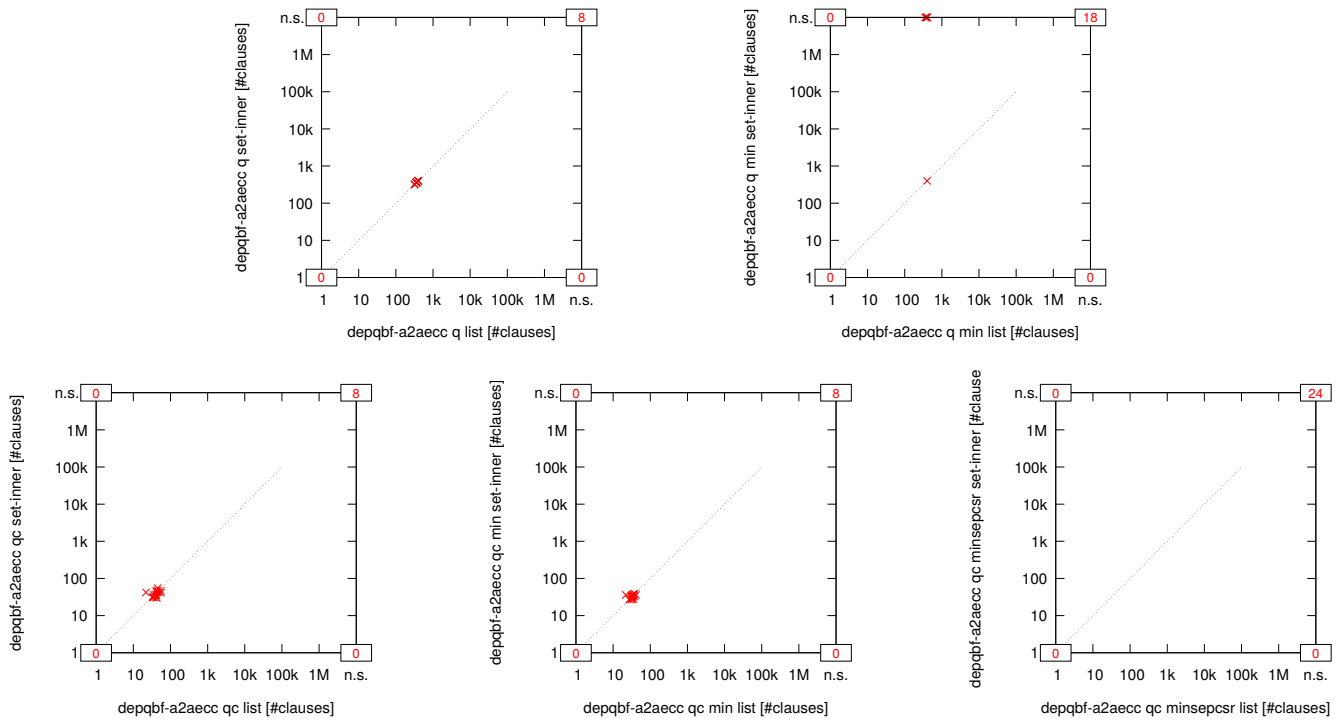 depqbf-a2aecc q set-inner [#clauses]
n.s. 0 8
1M
100k
10k
1k
100
10
1 0 0
1 10 100 1k 10k 100k 1M n.s.
depqbf-a2aecc q list [#clauses]
depqbf-a2aecc q min set-inner [#clauses]
n.s. 0 18
1M
100k
10k
1k
100
10
1 0 0
1 10 100 1k 10k 100k 1M n.s.
depqbf-a2aecc q min list [#clauses]
depqbf-a2aecc qc set-inner [#clauses]
n.s. 0 8
1M
100k
10k
1k
100
10
1 0 0
1 10 100 1k 10k 100k 1M n.s.
depqbf-a2aecc qc list [#clauses]
depqbf-a2aecc qc min set-inner [#clauses]
n.s. 0 8
1M
100k
10k
1k
100
10
1 0 0
1 10 100 1k 10k 100k 1M n.s.
depqbf-a2aecc qc min list [#clauses]
depqbf-a2aecc qc minsepcsr set-inner [#clause
n.s. 0 24
1M
100k
10k
1k
100
10
1 0 0
1 10 100 1k 10k 100k 1M n.s.
depqbf-a2aecc qc minsepcsr list [#clauses]